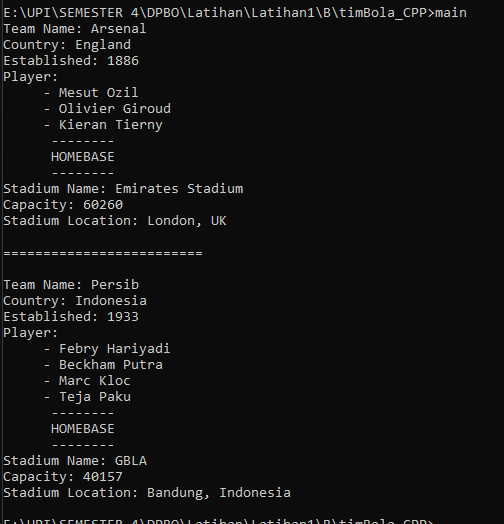 E:\UPI\SEMESTER 4\DPBO\Latihan\Latihan1\B\timBola_CPP>main
Team Name: Arsenal
Country: England
Established: 1886
Player:
     - Mesut Ozil
     - Olivier Giroud
     - Kieran Tierny
      --------
      HOMEBASE
      --------
Stadium Name: Emirates Stadium
Capacity: 60260
Stadium Location: London, UK

=========================

Team Name: Persib
Country: Indonesia
Established: 1933
Player:
     - Febry Hariyadi
     - Beckham Putra
     - Marc Kloc
     - Teja Paku
      --------
      HOMEBASE
      --------
Stadium Name: GBLA
Capacity: 40157
Stadium Location: Bandung, Indonesia

E:\UPI\SEMESTER 4\DPBO\Latihan\Latihan1\B\timBola_CPP>